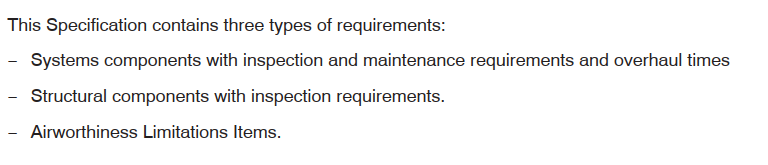 This Specification contains three types of requirements:
– Systems components with inspection and maintenance requirements and overhaul times
– Structural components with inspection requirements.
– Airworthiness Limitations Items.